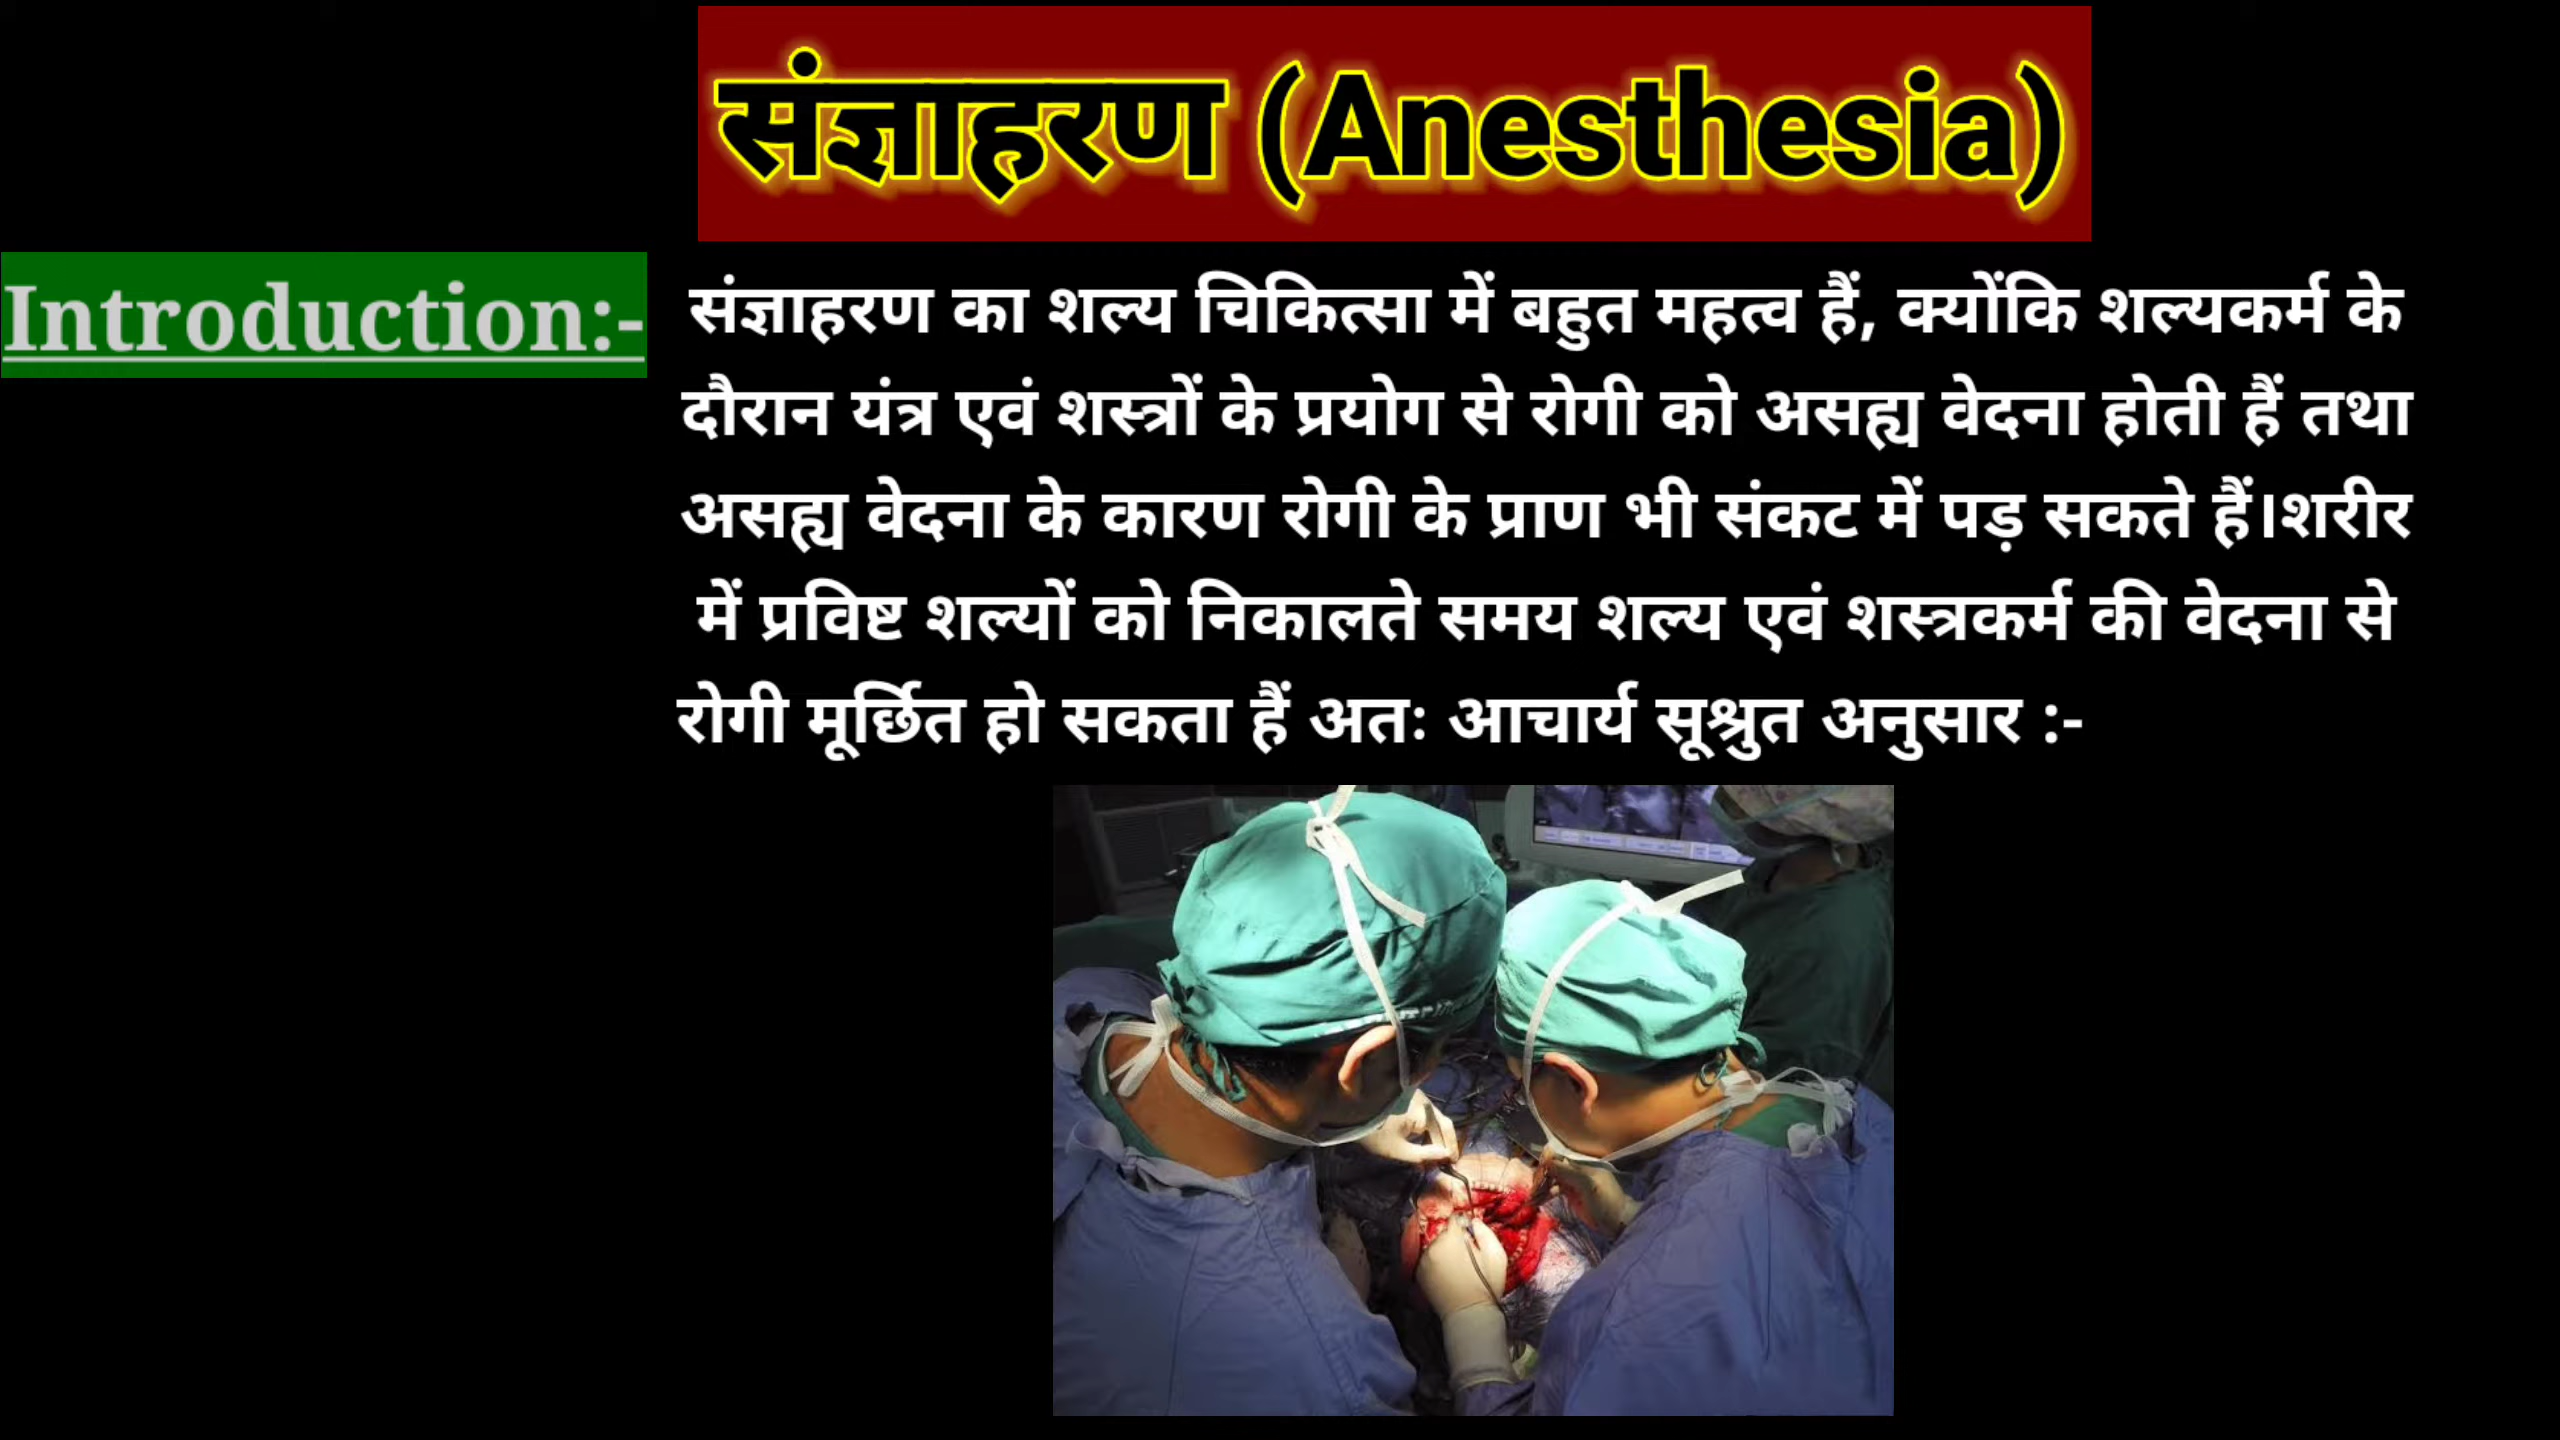 संज्ञाहरण (Anesthesia)
Introduction:-
संज्ञाहरण का शल्य चिकित्सा में बहुत महत्व हैं, क्योंकि शल्यकर्म के
दौरान यंत्र एवं शस्त्रों के प्रयोग से रोगी को असह्य वेदना होती हैं तथा
असह्य वेदना के कारण रोगी के प्राण भी संकट में पड़ सकते हैं।शरीर
में प्रविष्ट शल्यों को निकालते समय शल्य एवं शस्त्रकर्म की वेदना से
रोगी मूर्छित हो सकता हैं अतः आचार्य सूश्रुत अनुसार :-